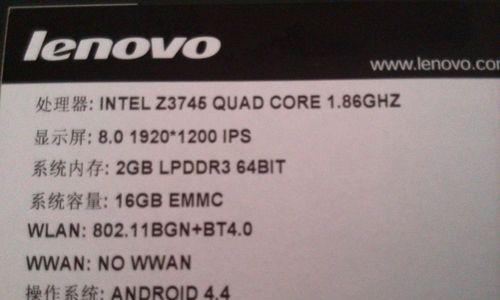 lenovo
www.lenovo.com
处理器: INTEL Z3745 QUAD CORE 1.86GHZ
显示屏: 8.0 1920*1200 IPS
系统内存: 2GB LPDDR3 64BIT
系统容量: 16GB EMMC
WLAN: 802.11BGN+BT4.0
WWAN: NO WWAN
操作系统: ANDROID 4.4